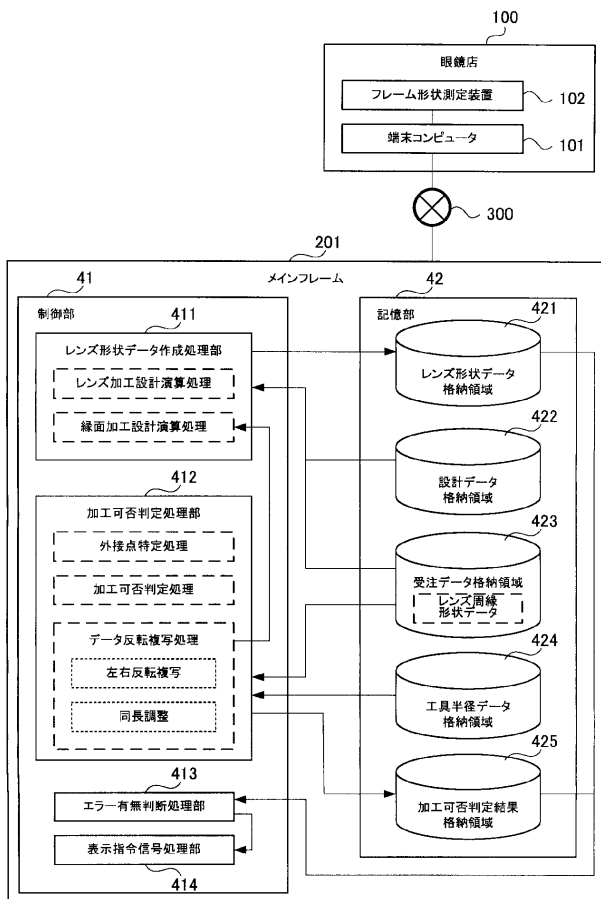 100
眼鏡店
フレーム形状測定装置
102
端末コンピュータ
101
300
201
メインフレーム
41
制御部
411
レンズ形状データ作成処理部
レンズ加工設計演算処理
縁面加工設計演算処理
412
加工可否判定処理部
外接点特定処理
加工可否判定処理
データ反転複写処理
左右反転複写
同長調整
413
エラー有無判断処理部
表示指令信号処理部
414
42
記憶部
421
レンズ形状データ
格納領域
422
設計データ
格納領域
423
受注データ格納領域
レンズ周縁
形状データ
424
工具半径データ
格納領域
425
加工可否判定結果
格納領域